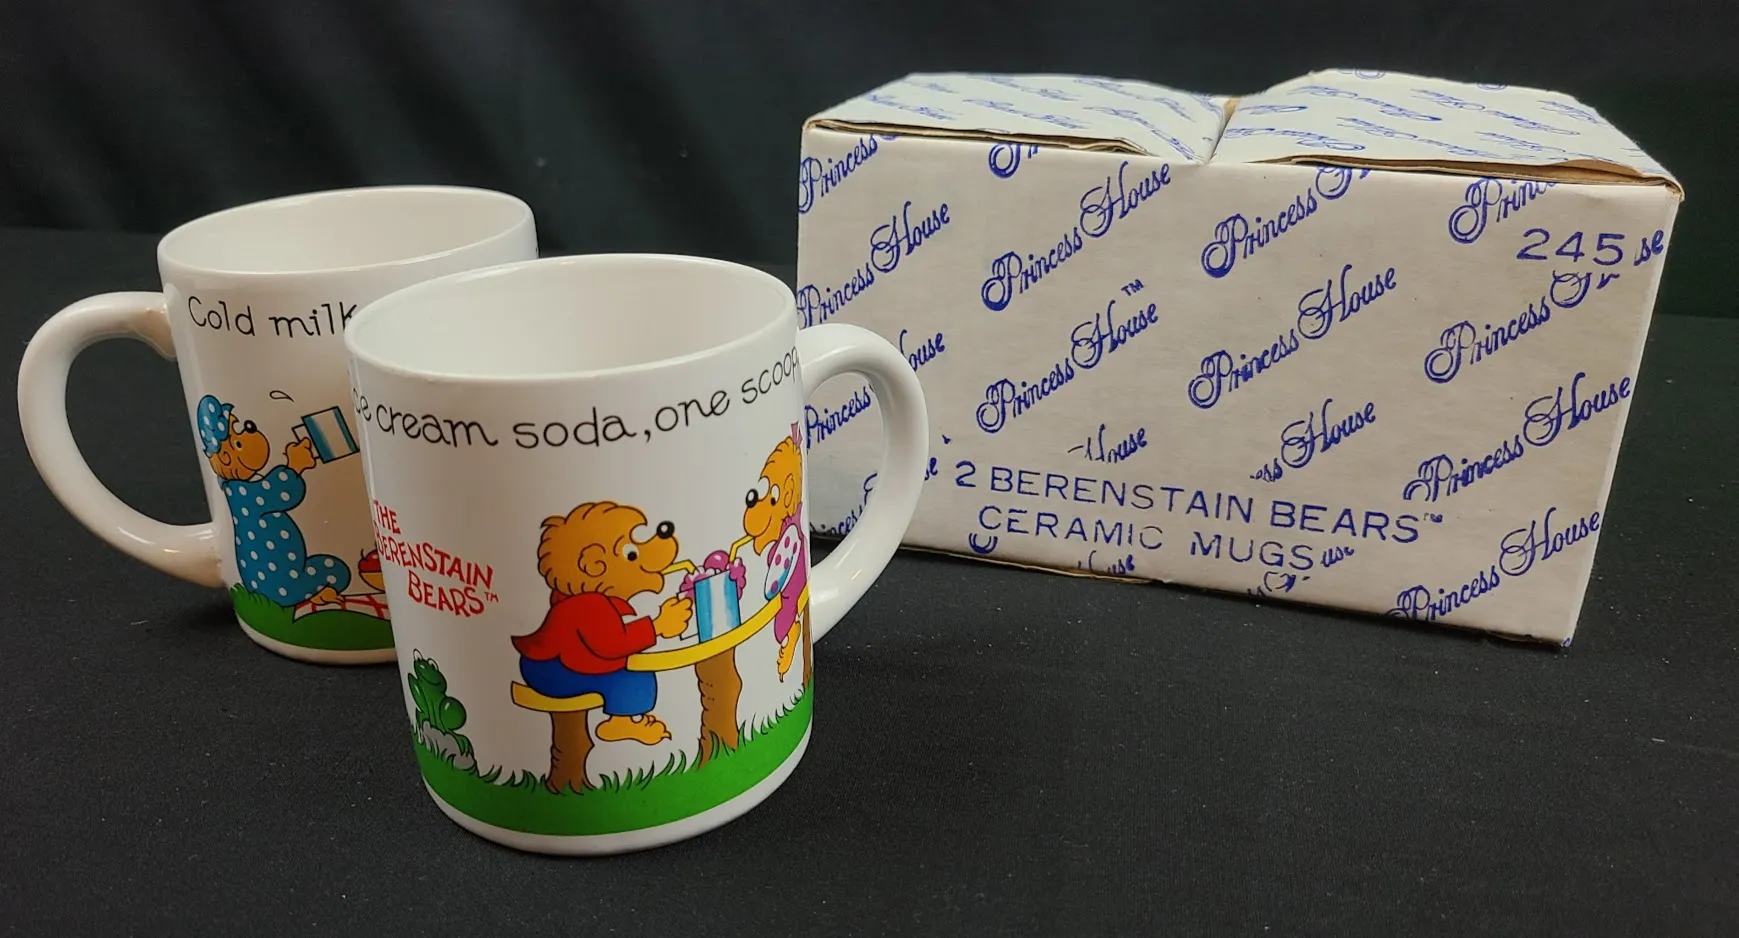 Cold milk
ce cream soda, one scoop
THE
BERENSTAIN
BEARS™
Princess House
Princess House
Princess House
Princess House
Princess House™
Princess House
Princess House
Princess House
Princess House
245
2 BERENSTAIN BEARS™
CERAMIC MUGS